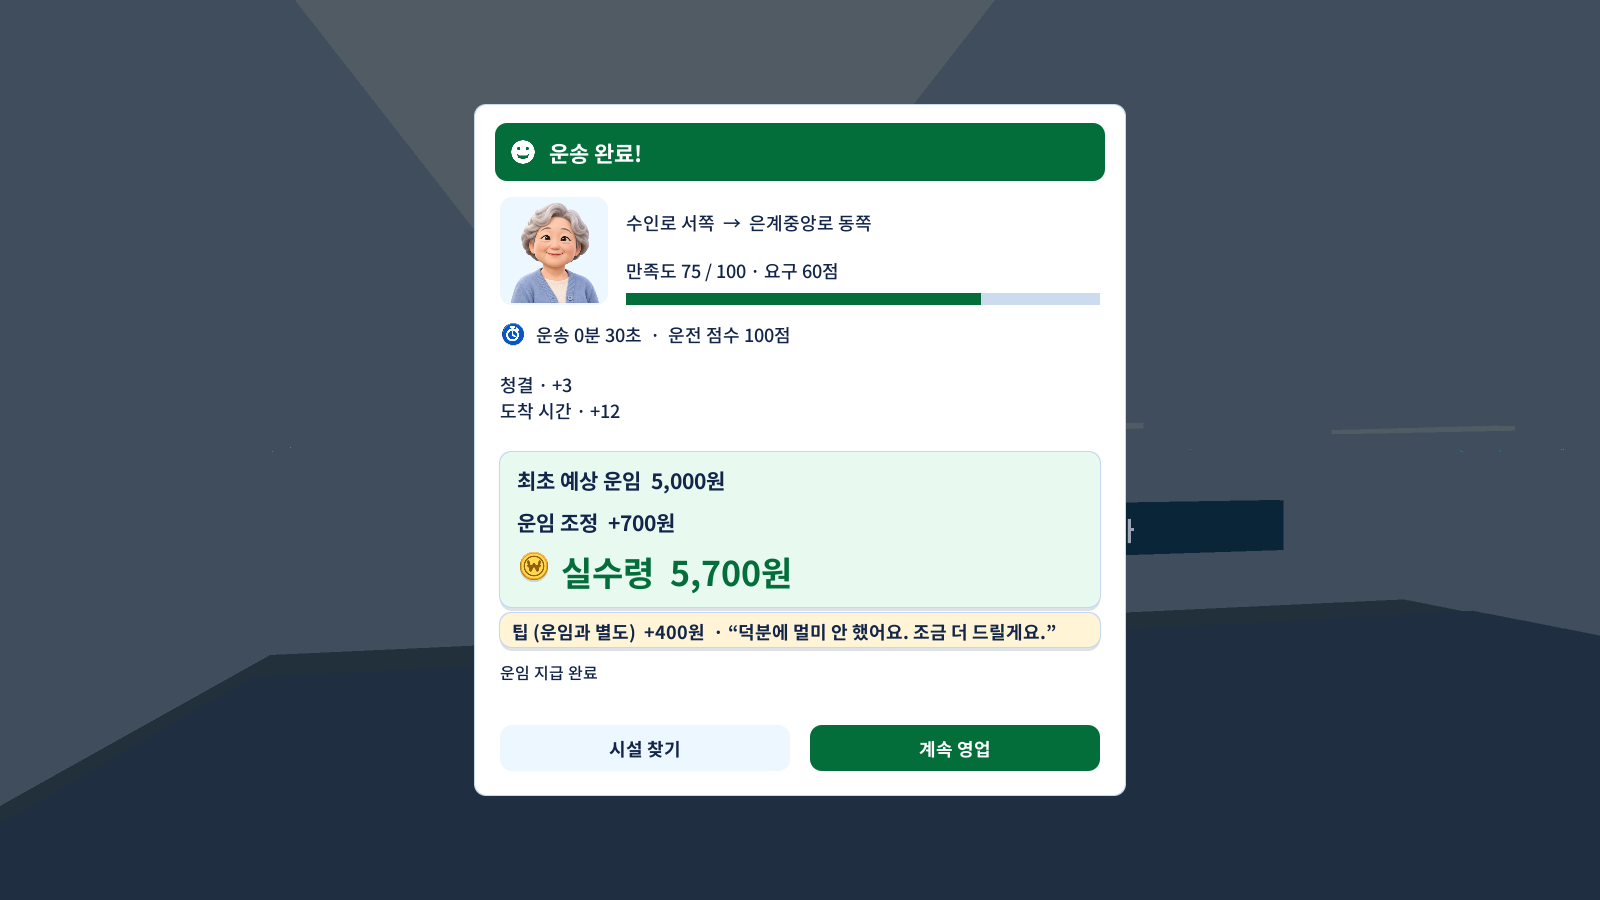 운송 완료!
수인로 서쪽 → 은계중앙로 동쪽
만족도 75 / 100 · 요구 60점
운송 0분 30초 · 운전 점수 100점
청결 · +3
도착 시간 · +12
최초 예상 운임 5,000원
운임 조정 +700원
실수령 5,700원
팁 (운임과 별도) +400원 · “덕분에 멀미 안 했어요. 조금 더 드릴게요.”
운임 지급 완료
시설 찾기
계속 영업